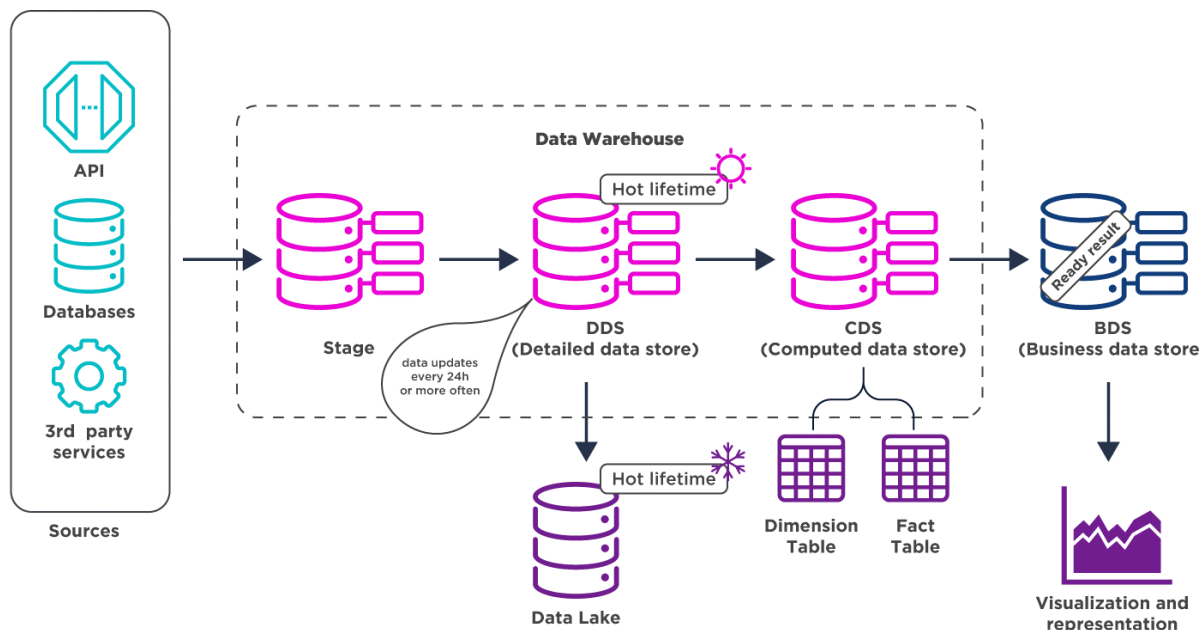 API
Databases
3rd party
services
Sources
Data Warehouse
Stage
data updates
every 24h
or more often
Hot lifetime
DDS
(Detailed data store)
CDS
(Computed data store)
Ready result
BDS
(Business data store
Hot lifetime
Data Lake
Dimension
Table
Fact
Table
Visualization and
representation